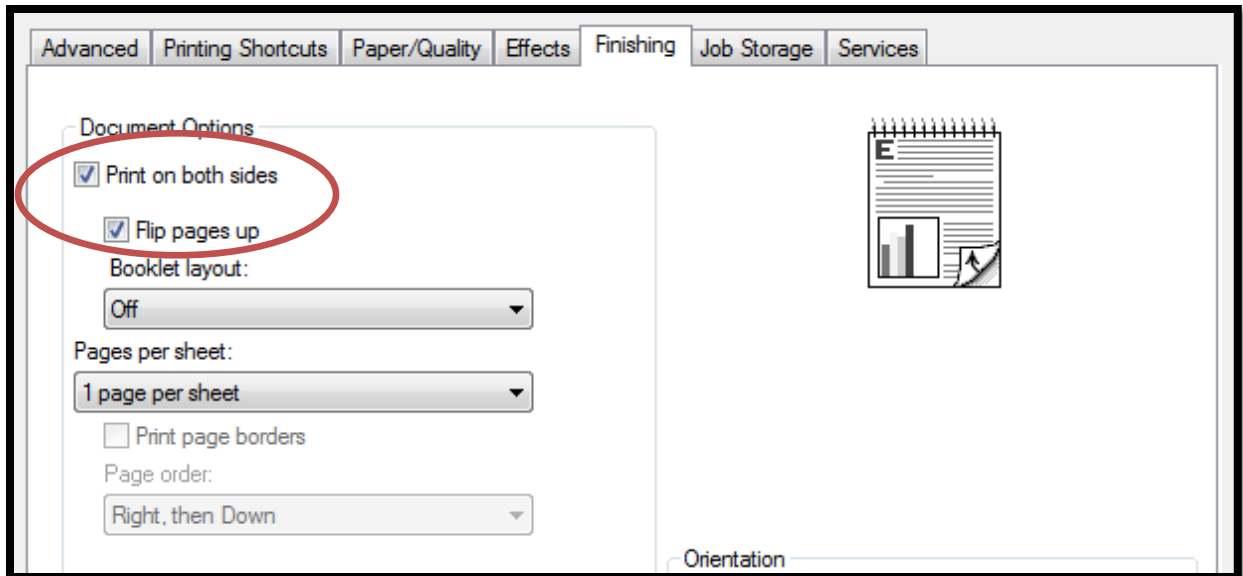 Advanced Printing Shortcuts Paper/Quality Effects Finishing Job Storage Services
Document Options
Print on both sides
E
Flip pages up
Booklet layout:
Off
Pages per sheet:
1 page per sheet
Print page borders
Page order:
Right, then Down
Orientation